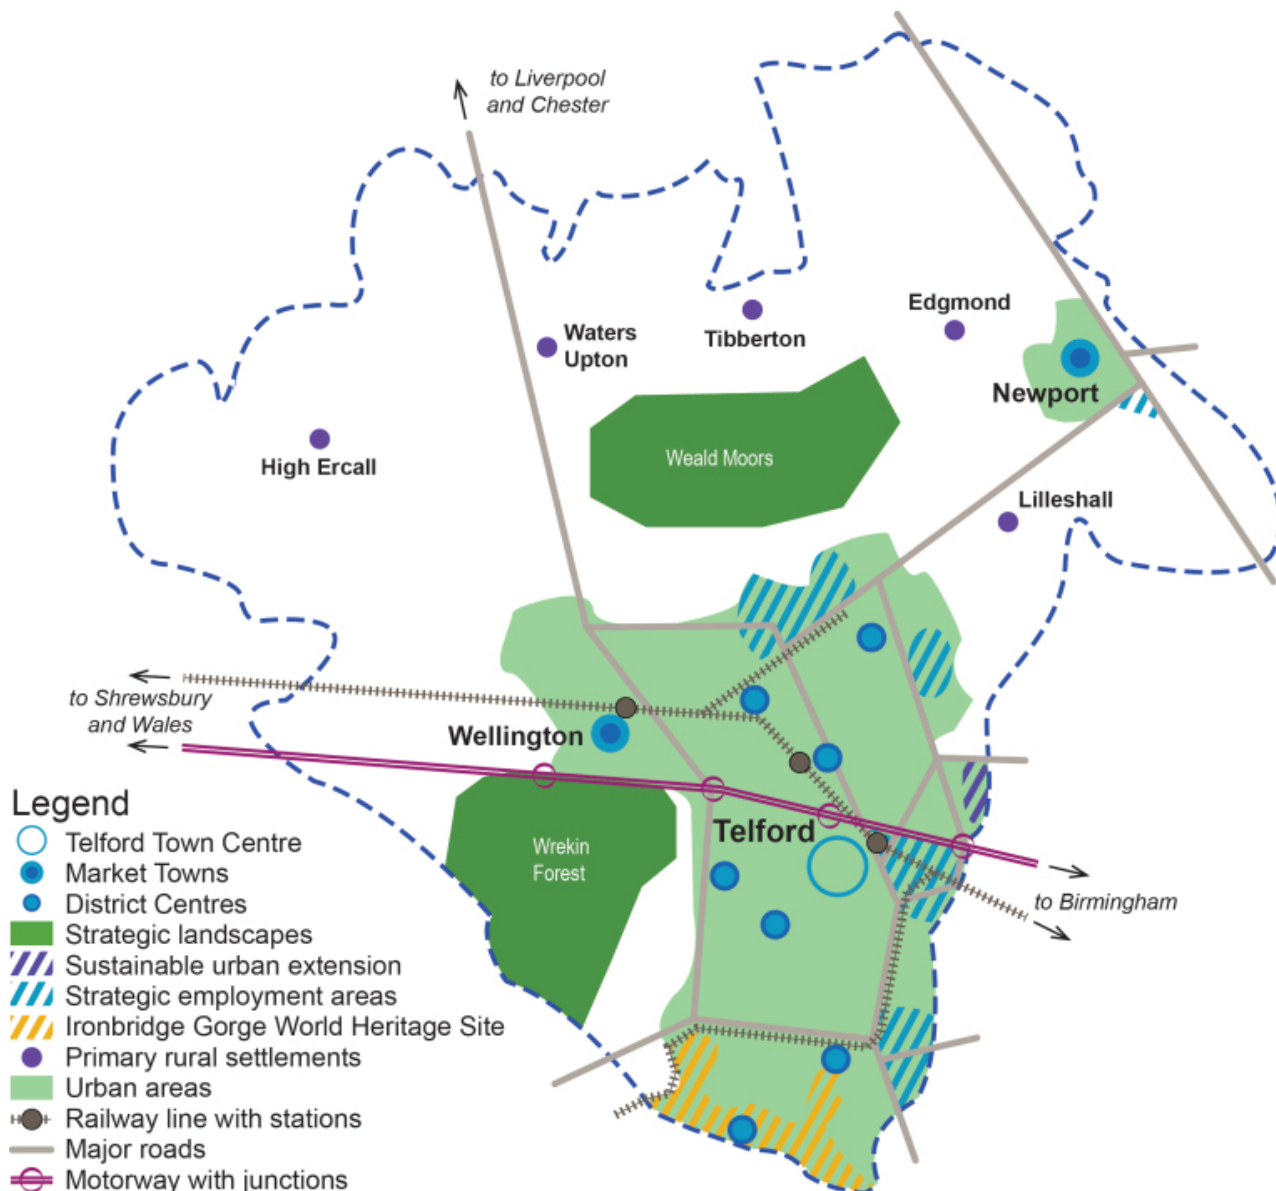 to Liverpool
and Chester
Edgmond
Waters
Upton
Tibberton
Newport
High Ercall
Weald Moors
Lilleshall
to Shrewsbury
and Wales
Wellington
Telford
Wrekin
Forest
to Birmingham
Legend
Telford Town Centre
Market Towns
District Centres
Strategic landscapes
Sustainable urban extension
Strategic employment areas
Ironbridge Gorge World Heritage Site
Primary rural settlements
Urban areas
Railway line with stations
Major roads
Motorway with junctions